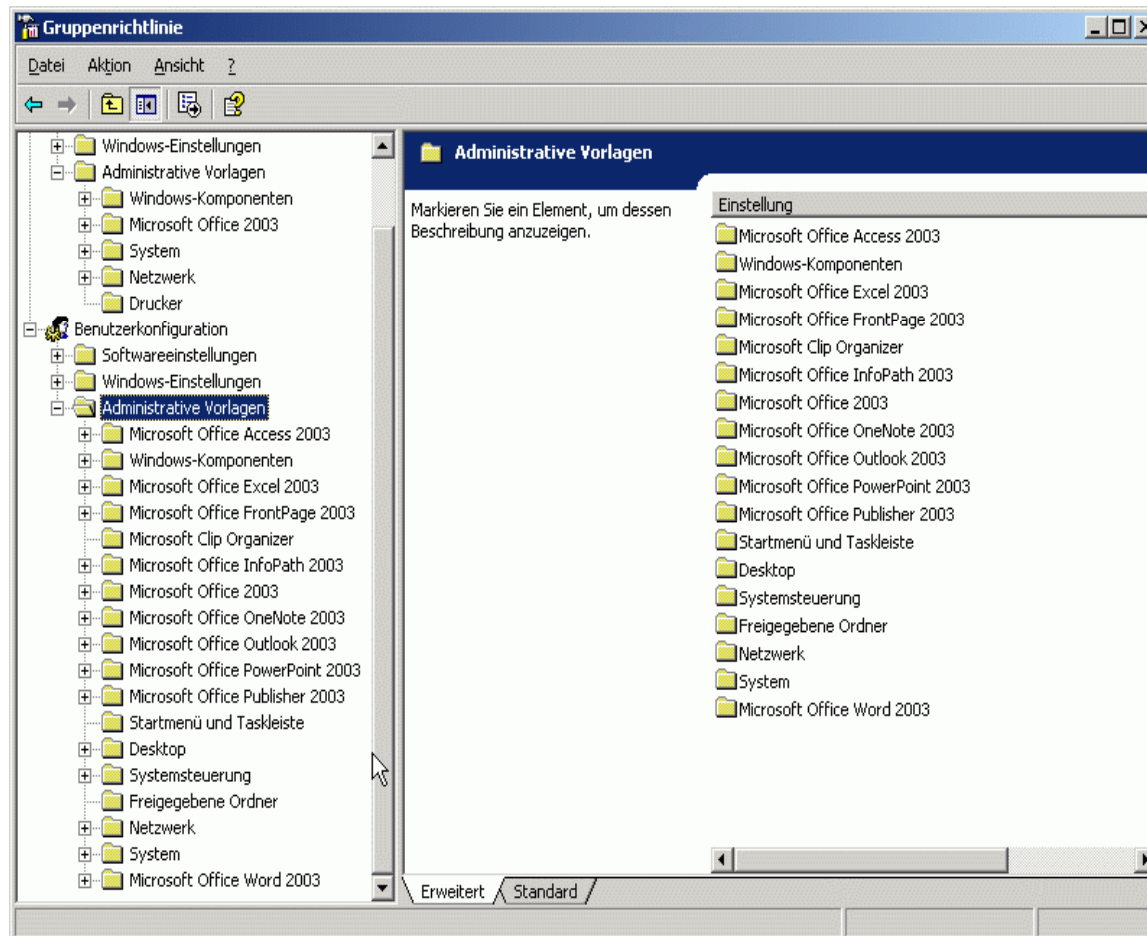 Gruppenrichtlinie
Datei Aktion Ansicht ?
Windows-Einstellungen
Administrative Vorlagen
Windows-Komponenten
Microsoft Office 2003
System
Netzwerk
Drucker
Benutzerkonfiguration
Softwareeinstellungen
Windows-Einstellungen
Administrative Vorlagen
Microsoft Office Access 2003
Windows-Komponenten
Microsoft Office Excel 2003
Microsoft Office FrontPage 2003
Microsoft Clip Organizer
Microsoft Office InfoPath 2003
Microsoft Office 2003
Microsoft Office OneNote 2003
Microsoft Office Outlook 2003
Microsoft Office PowerPoint 2003
Microsoft Office Publisher 2003
Startmenü und Taskleiste
Desktop
Systemsteuerung
Freigegebene Ordner
Netzwerk
System
Microsoft Office Word 2003
Administrative Vorlagen
Markieren Sie ein Element, um dessen
Beschreibung anzuzeigen.
Einstellung
Microsoft Office Access 2003
Windows-Komponenten
Microsoft Office Excel 2003
Microsoft Office FrontPage 2003
Microsoft Clip Organizer
Microsoft Office InfoPath 2003
Microsoft Office 2003
Microsoft Office OneNote 2003
Microsoft Office Outlook 2003
Microsoft Office PowerPoint 2003
Microsoft Office Publisher 2003
Startmenü und Taskleiste
Desktop
Systemsteuerung
Freigegebene Ordner
Netzwerk
System
Microsoft Office Word 2003
Erweitert Standard